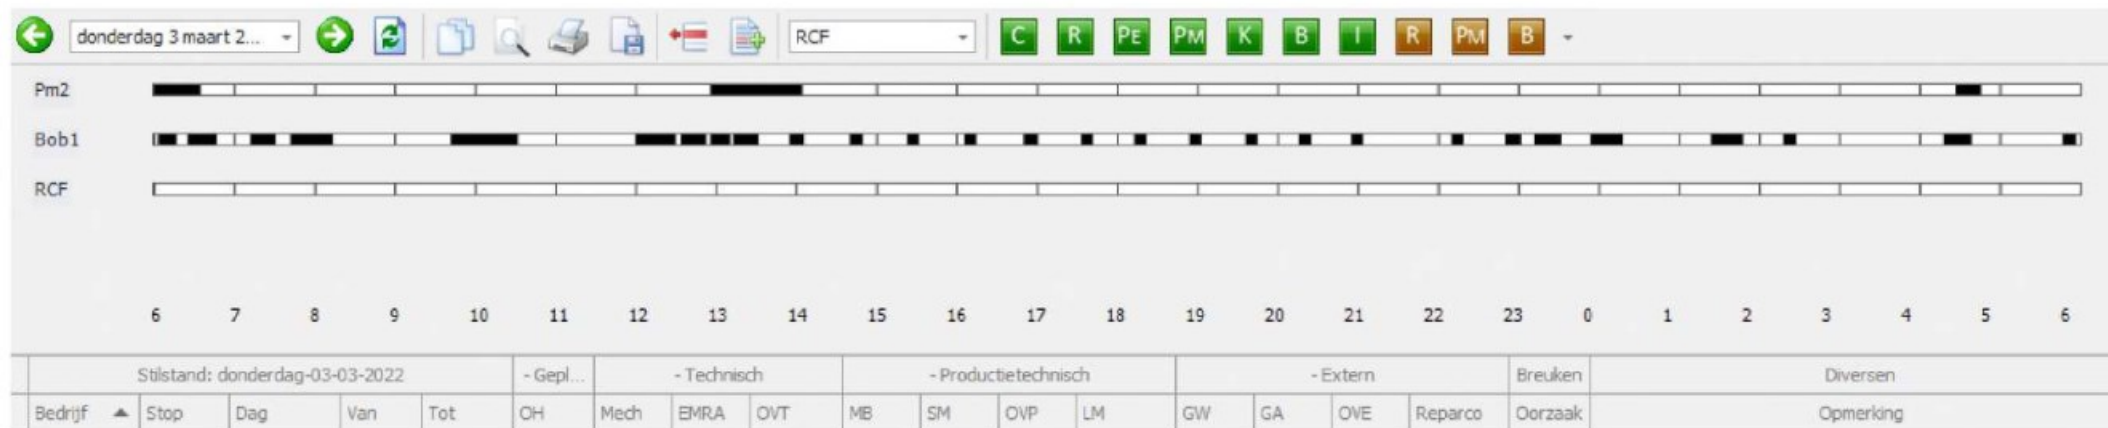 donderdag 3 maart 2... RCF C R PE PM K B I R PM B
Pm2
Bob1
RCF
6 7 8 9 10 11 12 13 14 15 16 17 18 19 20 21 22 23 0 1 2 3 4 5 6
Stilstand: donderdag-03-03-2022 - Gepl... - Technisch - Productietechnisch - Extern Breuken Diversen
Bedrijf Stop Dag Van Tot OH Mech EMRA OVT MB SM OVP LM GW GA OVE Reparco Oorzaak Opmerking